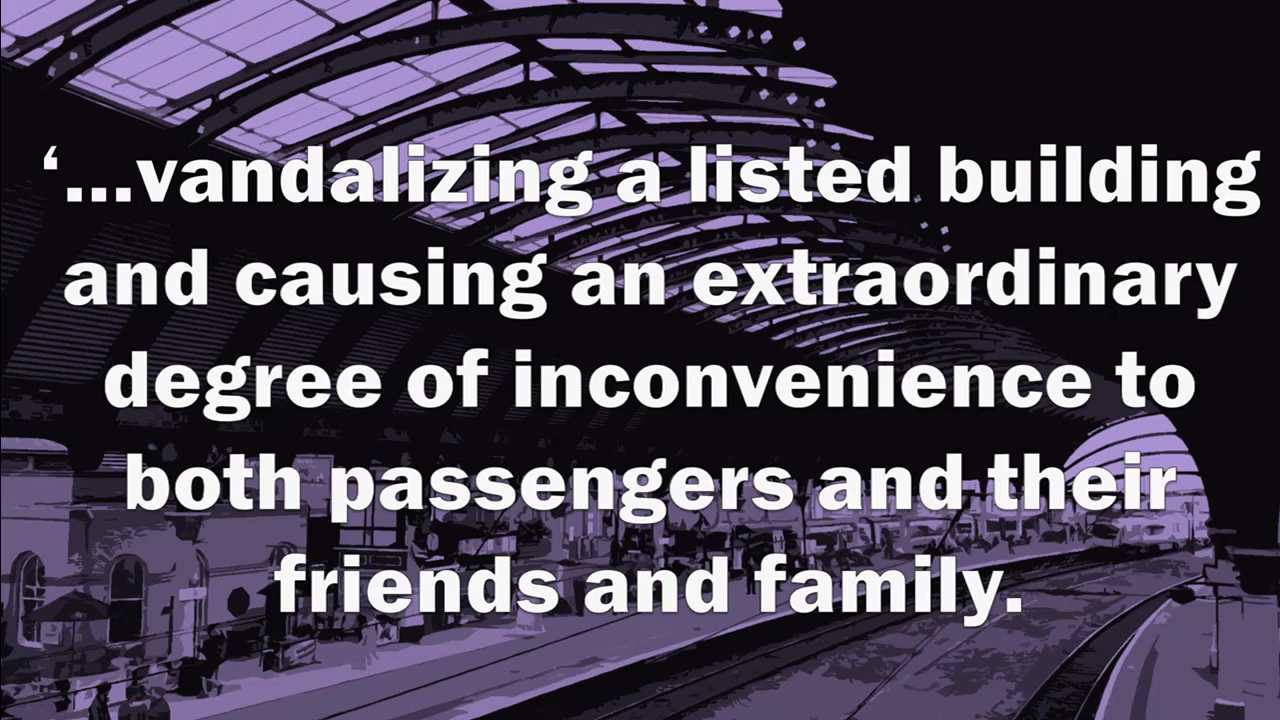 ‘...vandalizing a listed building
and causing an extraordinary
degree of inconvenience to
both passengers and their
friends and family.